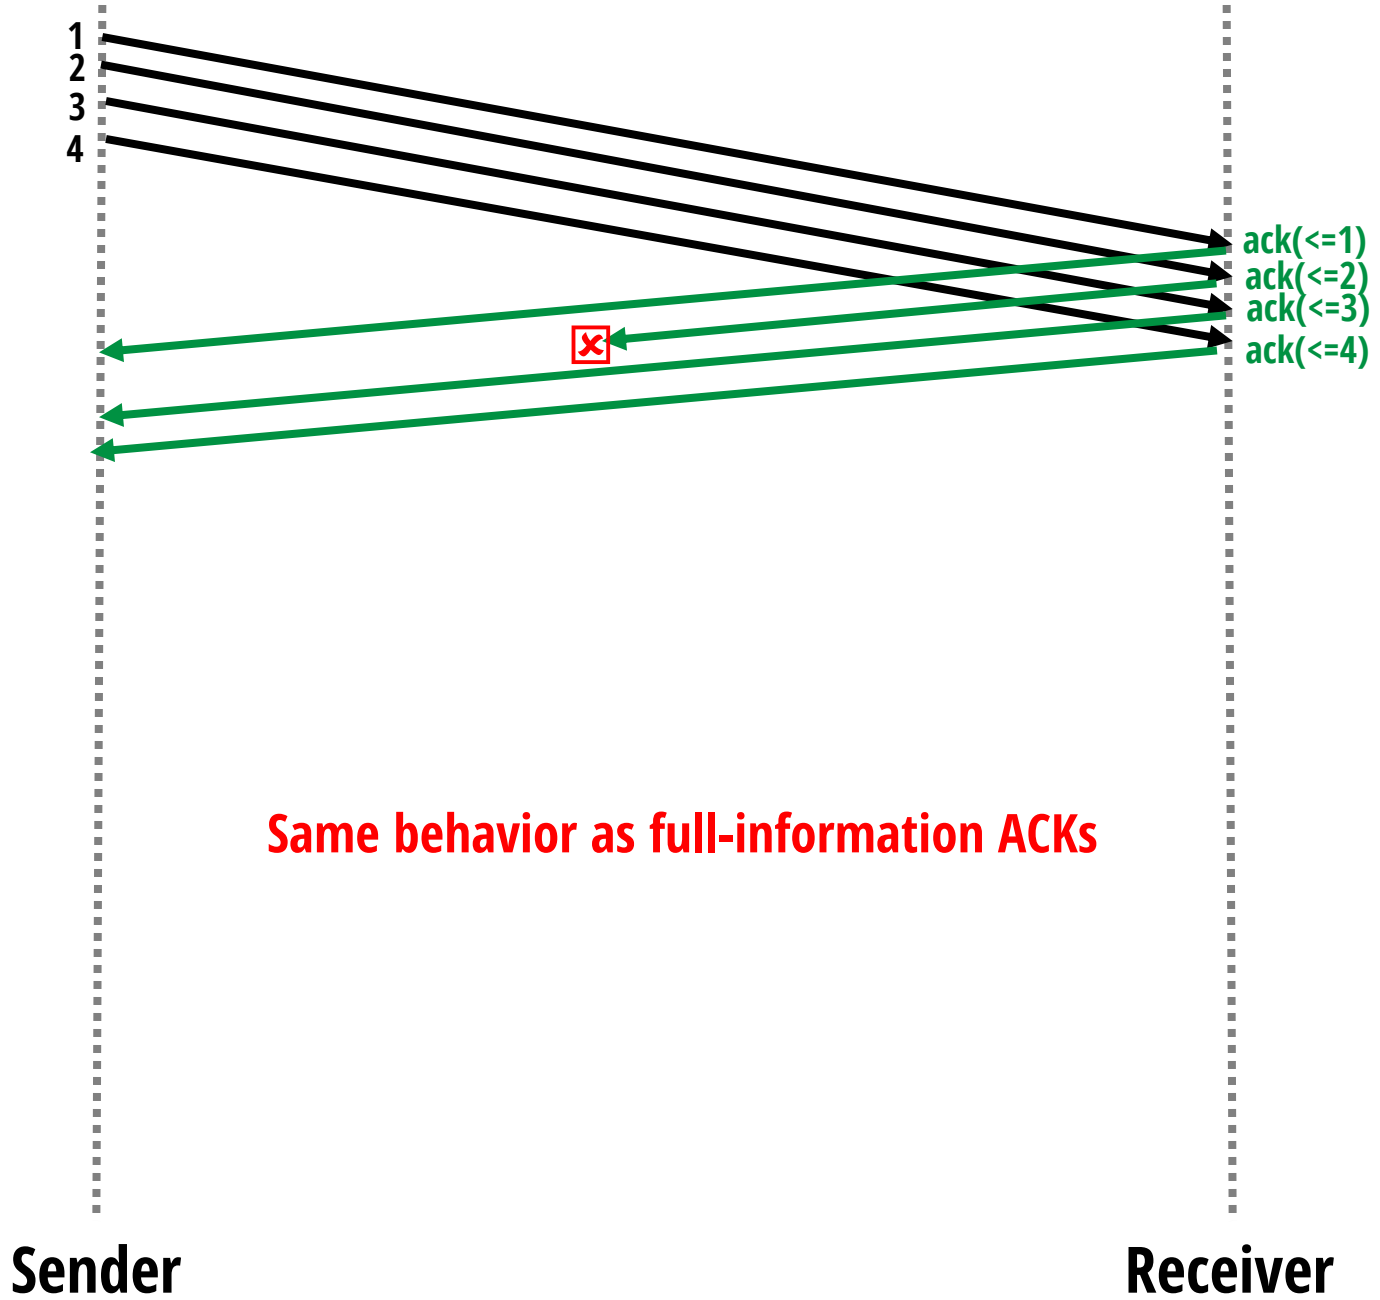 1
2
3
4
ack(<=1)
ack(<=2)
ack(<=3)
ack(<=4)
Same behavior as full-information ACKs
Sender
Receiver